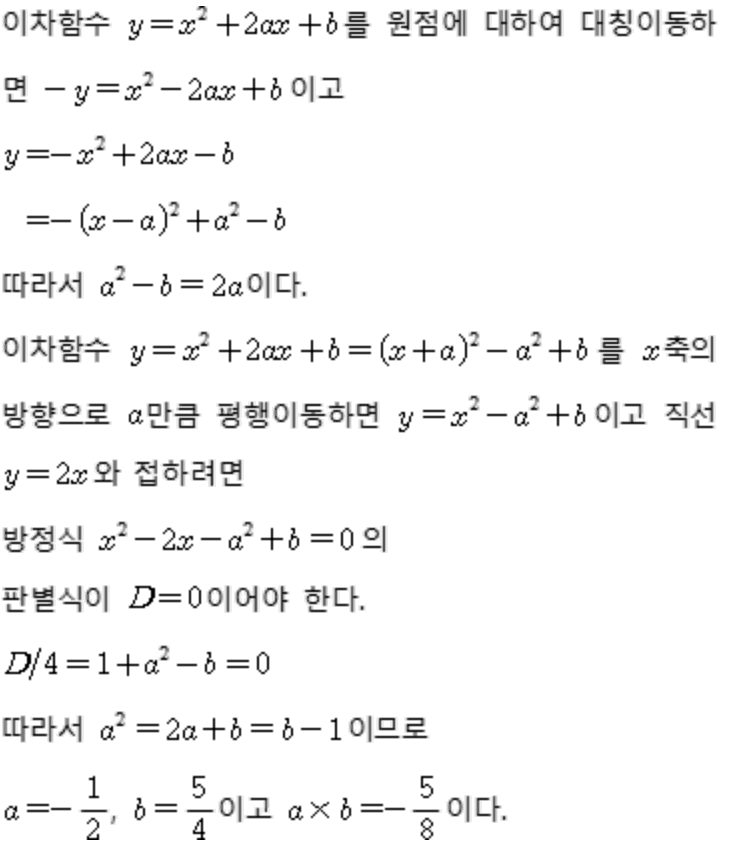 이차함수 y=x²+2ax+b를 원점에 대하여 대칭이동하
면 -y=x²-2ax+b이고
y=-x²+2ax-b
=-(x-a)²+a²-b
따라서 a²-b=2a이다.
이차함수 y=x²+2ax+b=(x+a)²-a²+b를 x축의
방향으로 a만큼 평행이동하면 y=x²-a²+b이고 직선
y=2x와 접하려면
방정식 x²-2x-a²+b=0의
판별식이 D=0이어야 한다.
D/4=1+a²-b=0
따라서 a²=2a+b=b-1이므로
a=-1/2, b=5/4이고 a×b=-5/8이다.